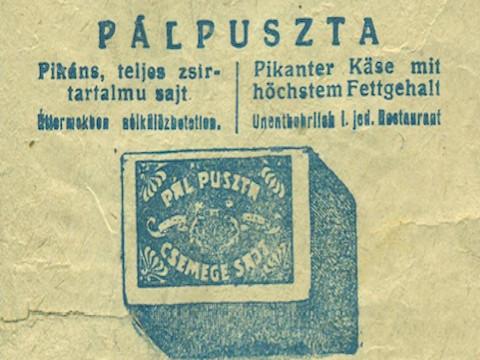 PÁLPUSZTA
Pikáns, teljes zsir-
tartalmu sajt.
Éttermekben nélkülözhetetlen.
Pikanter Käse mit
höchstem Fettgehalt
Unentbehrlich i. jed. Restaurant
PÁL PUSZTA
CSEMEGE SAJT